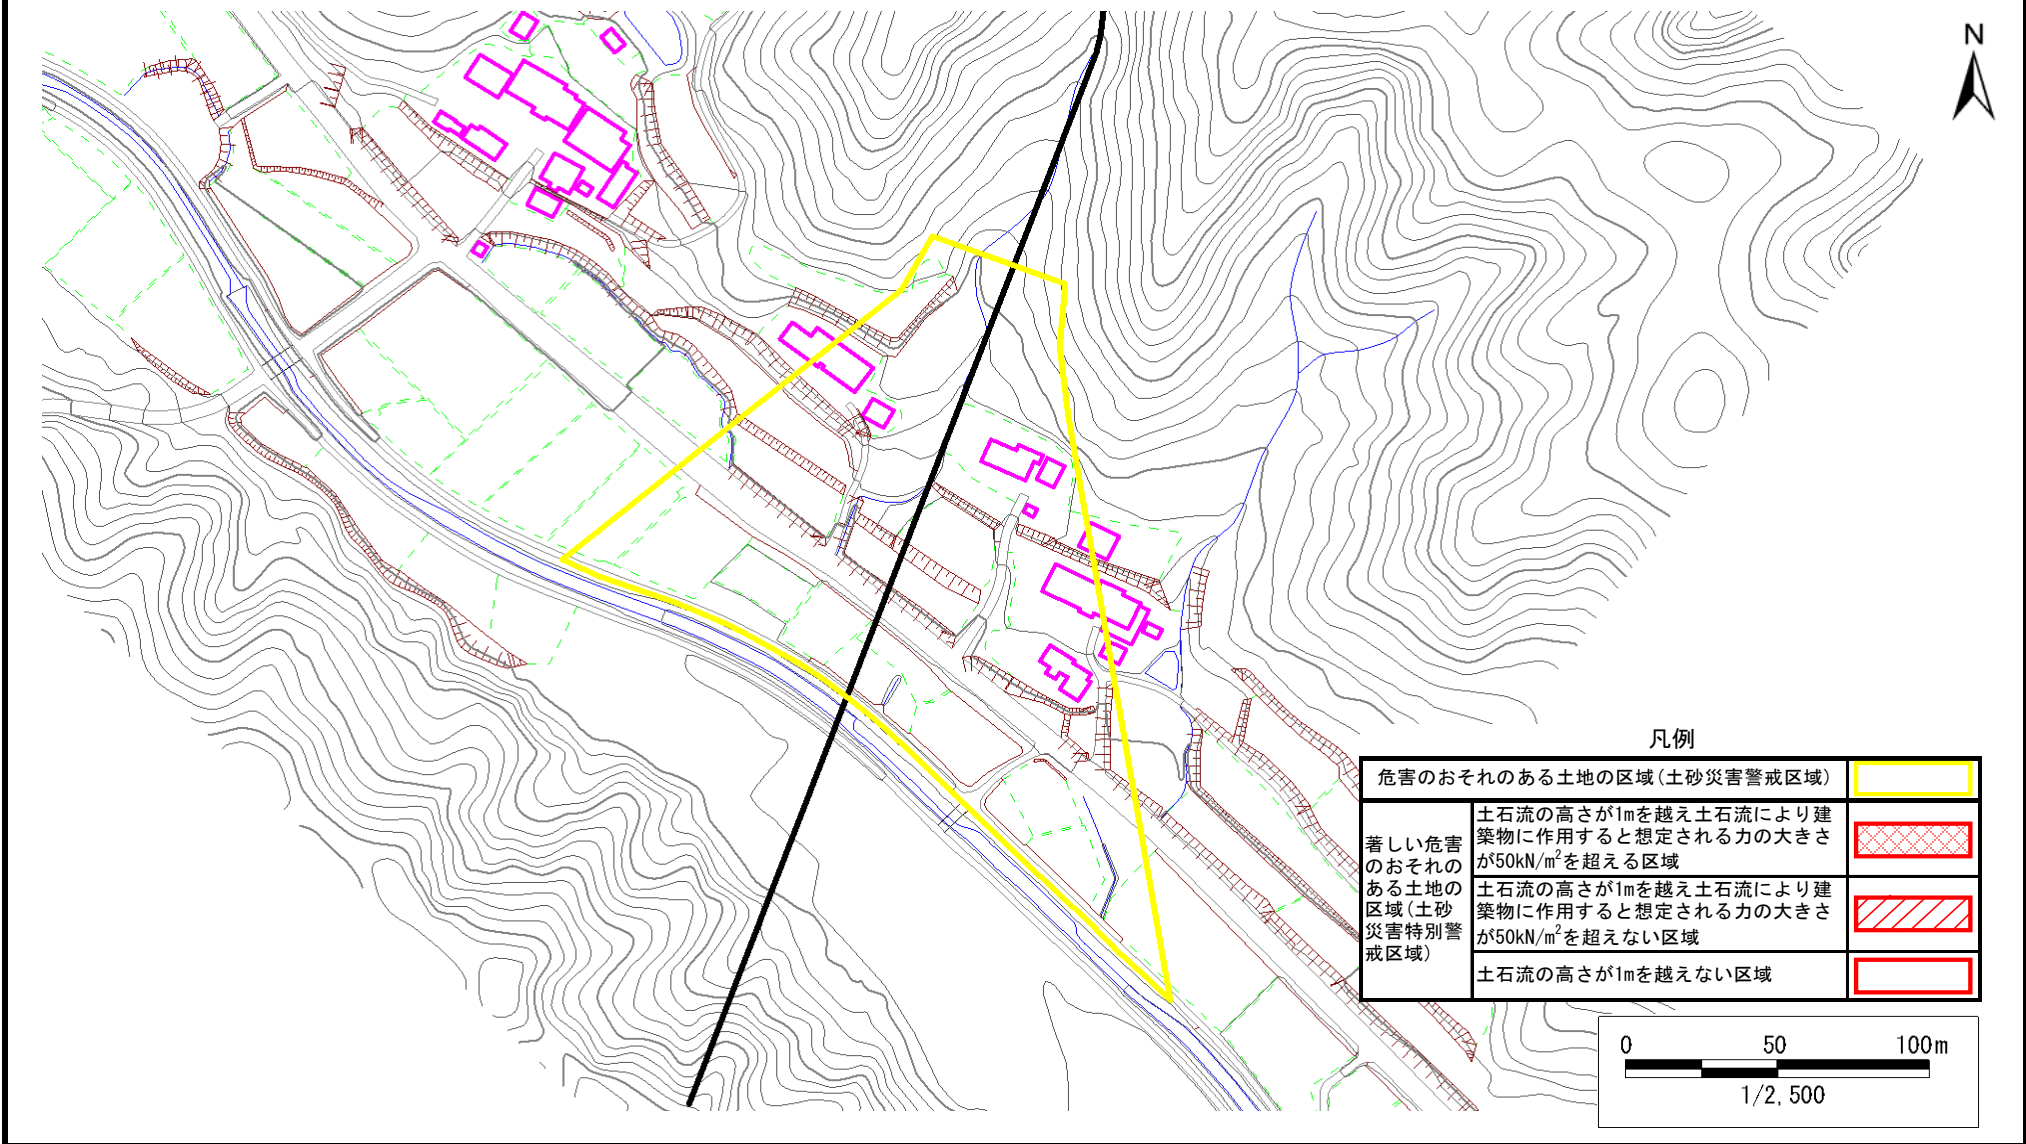 N
凡例
危害のおそれのある土地の区域(土砂災害警戒区域)
著しい危害
のおそれの
ある土地の
区域(土砂
災害特別警
戒区域)
土石流の高さが1mを越え土石流により建
築物に作用すると想定される力の大きさ
が50kN/m²を超える区域
土石流の高さが1mを越え土石流により建
築物に作用すると想定される力の大きさ
が50kN/m²を超えない区域
土石流の高さが1mを越えない区域
0 50 100m
1/2,500